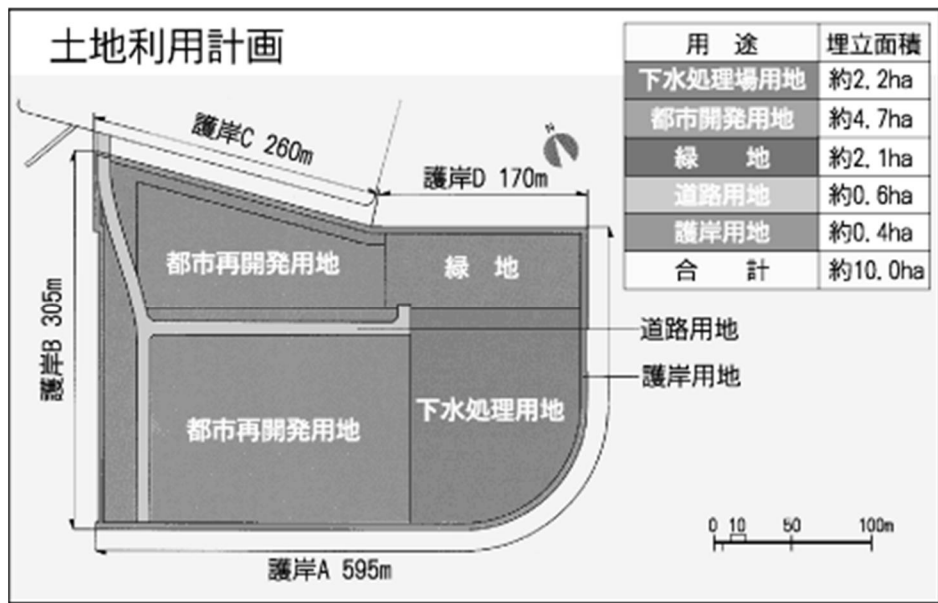 土地利用計画
用 途 埋立面積
下水処理場用地 約2.2ha
都市開発用地 約4.7ha
緑 地 約2.1ha
道路用地 約0.6ha
護岸用地 約0.4ha
合 計 約10.0ha
護岸C 260m
N
護岸D 170m
都市再開発用地
緑 地
護岸B 305m
道路用地
護岸用地
都市再開発用地
下水処理用地
0 10 50 100m
護岸A 595m